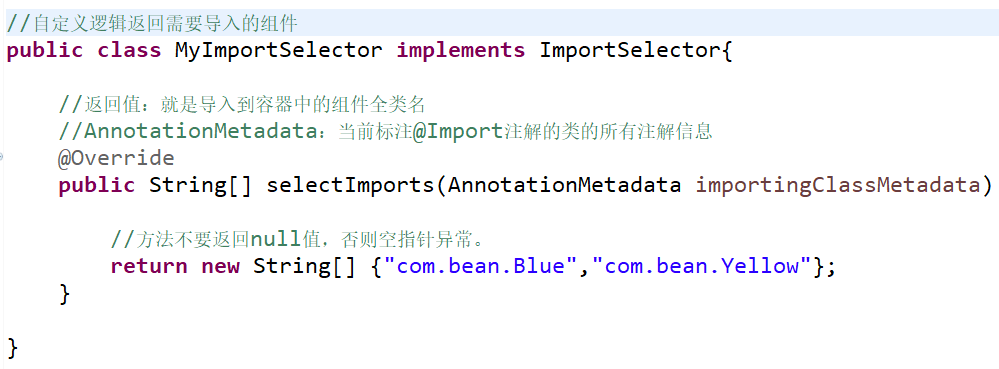 //自定义逻辑返回需要导入的组件
public class MyImportSelector implements ImportSelector{
//返回值：就是导入到容器中的组件全类名
//AnnotationMetadata：当前标注@Import注解的类的所有注解信息
@Override
public String[] selectImports(AnnotationMetadata importingClassMetadata)
//方法不要返回null值，否则空指针异常。
return new String[] {"com.bean.Blue","com.bean.Yellow"};
}
}